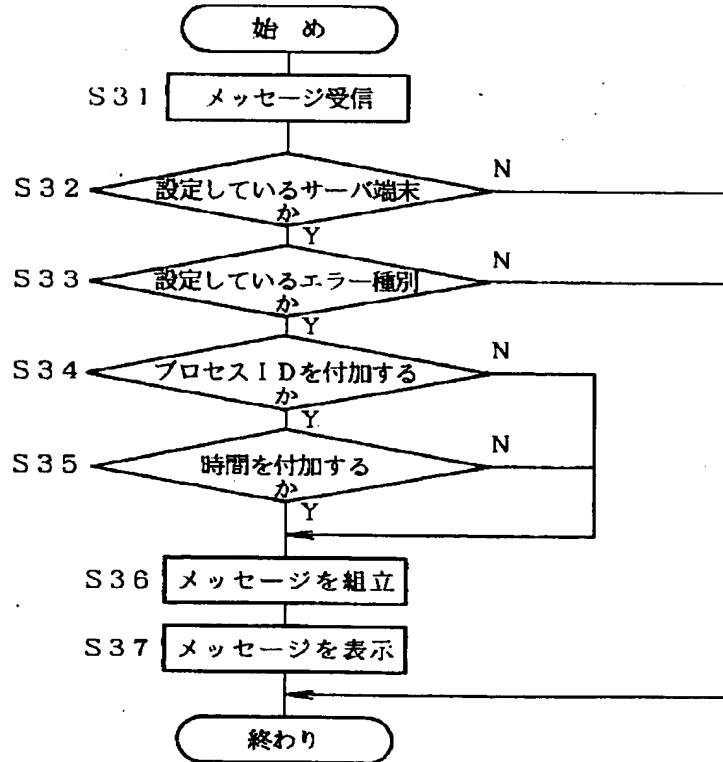 始め
S31 メッセージ受信
S32 設定しているサーバ端末 N
か
Y
S33 設定しているエラー種別 N
か
Y
S34 プロセスIDを付加する N
か
Y
S35 時間を付加する N
か
Y
S36 メッセージを組立
S37 メッセージを表示
終わり